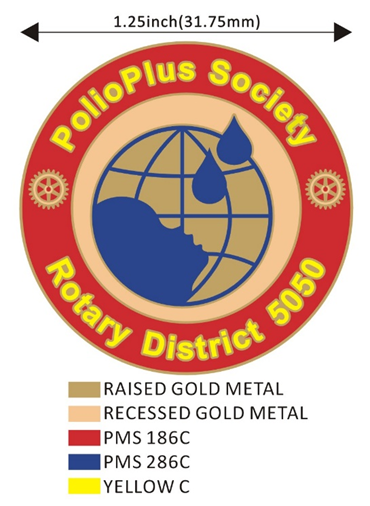 1.25inch(31.75mm)
PolioPlus Society
Rotary District 5050
RAISED GOLD METAL
RECESSED GOLD METAL
PMS 186C
PMS 286C
YELLOW C